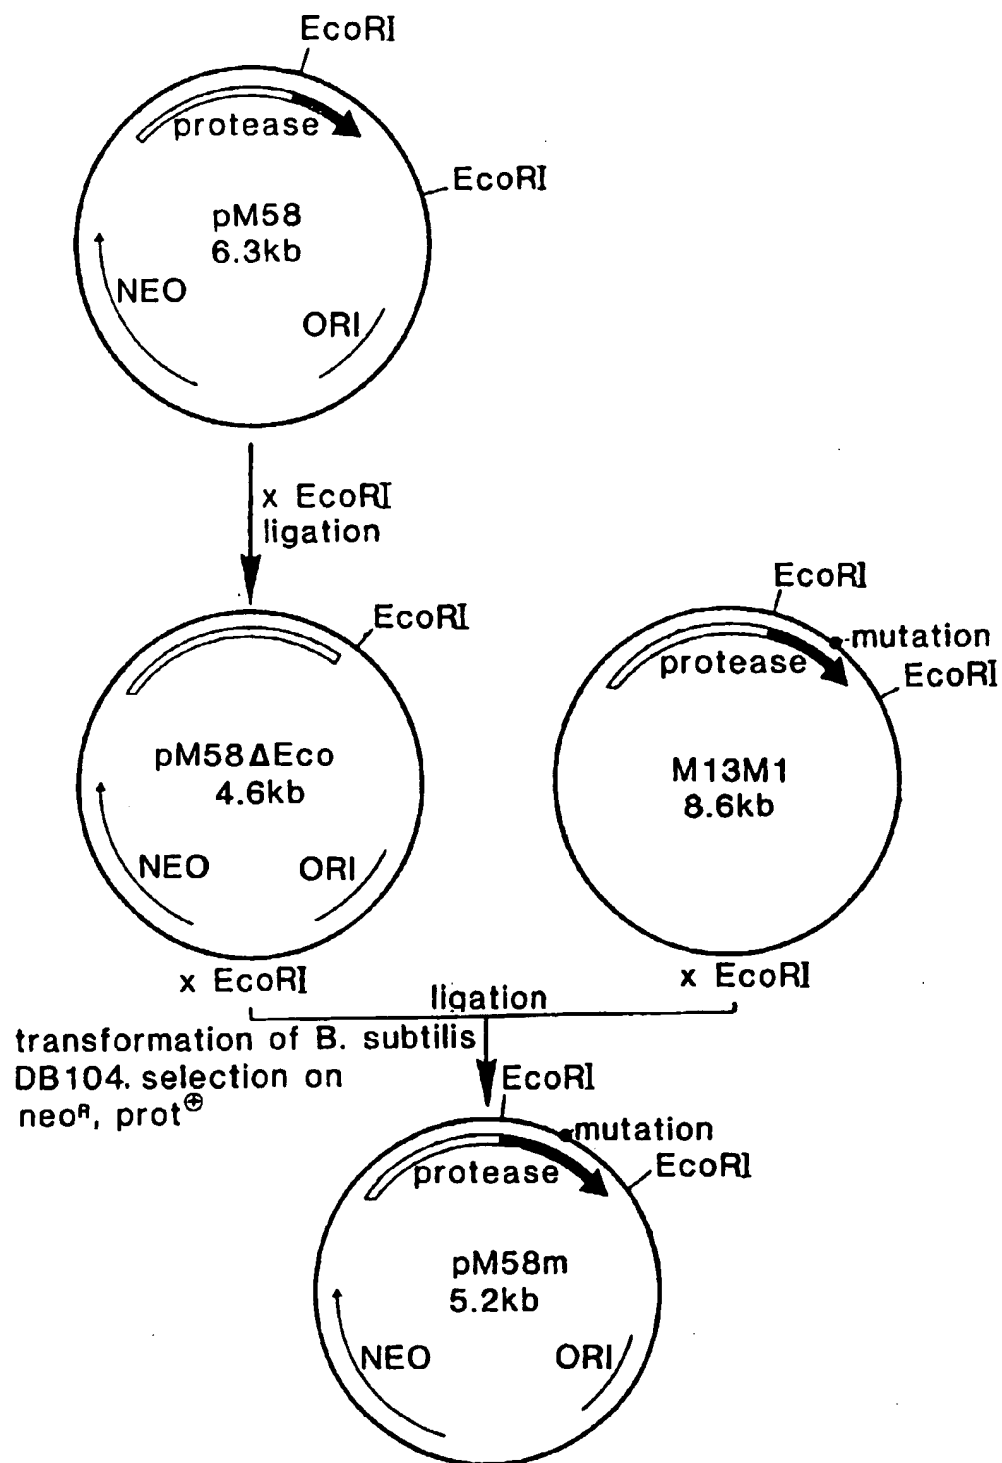 EcoRI
protease
EcoRI
pM58
6.3kb
NEO
ORI
x EcoRI
ligation
EcoRI
pM58ΔEco
4.6kb
NEO
ORI
x EcoRI
EcoRI
mutation
protease
EcoRI
M13M1
8.6kb
x EcoRI
ligation
transformation of B. subtilis
DB104. selection on
neoᴿ, prot⊕
EcoRI
mutation
EcoRI
protease
pM58m
5.2kb
NEO
ORI